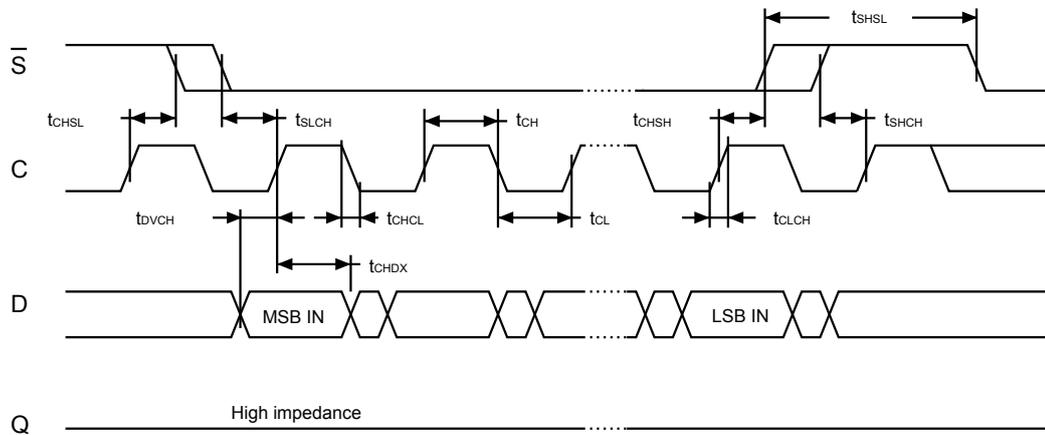 tSHSL
S
tCHSL
tSLCH
tCH
tCHSH
tSHCH
C
tDVCH
tCHCL
tCL
tCLCH
tCHDX
D
MSB IN
LSB IN
High impedance
Q